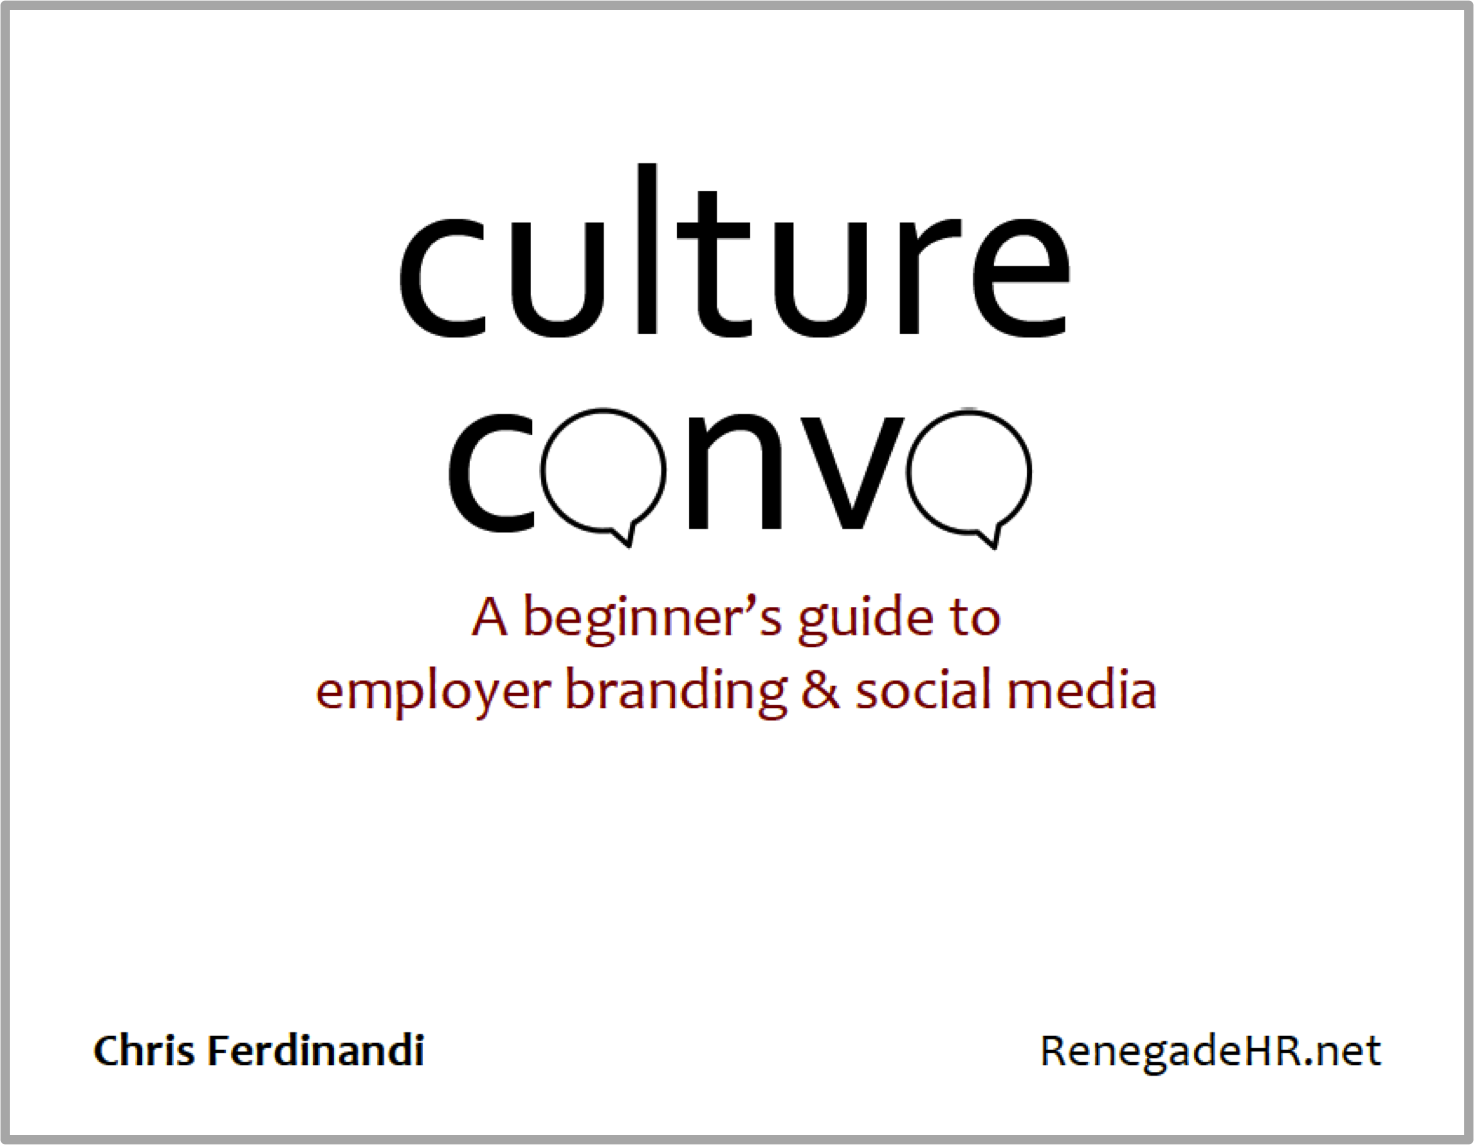 culture
convo
A beginner’s guide to
employer branding & social media
Chris Ferdinandi
RenegadeHR.net